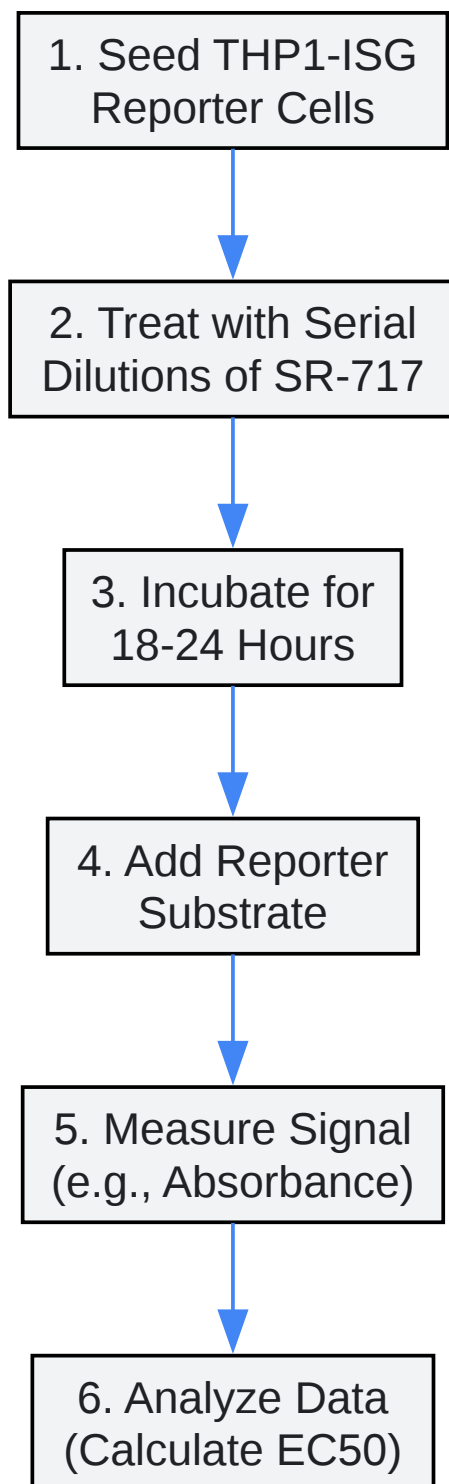 1. Seed THP1-ISG
Reporter Cells
2. Treat with Serial
Dilutions of SR-717
3. Incubate for
18-24 Hours
4. Add Reporter
Substrate
5. Measure Signal
(e.g., Absorbance)
6. Analyze Data
(Calculate EC50)